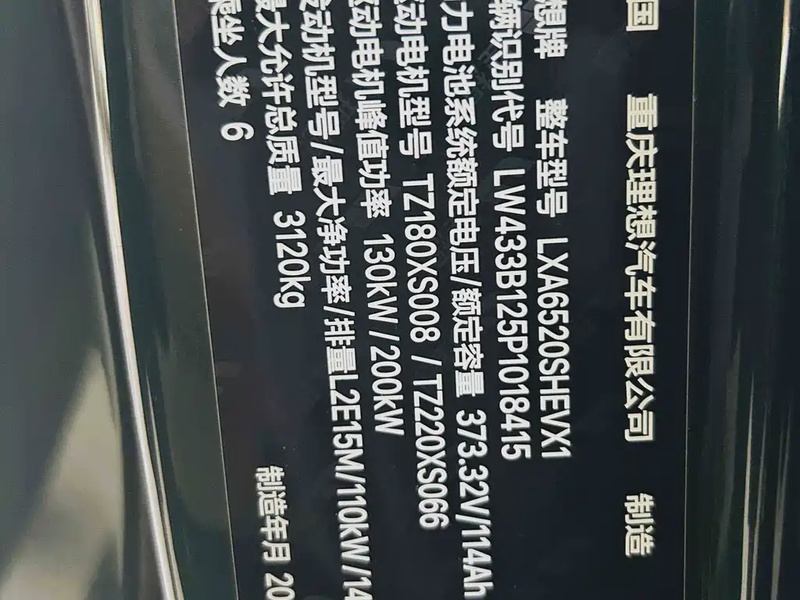 国 重庆理想汽车有限公司 制造
想牌 整车型号 LXA6520SHEVX1
辆识别代号 LW433B125P1018415
力电池系统额定电压/额定容量 373.32V/114Ah
动电机型号 TZ180XS008 /TZ220XS066
动电机峰值功率 130kW/200kW
发动机型号/最大净功率/排量L2E15M/110kW/14
最大允许总质量 3120kg
乘坐人数 6 制造年月 20